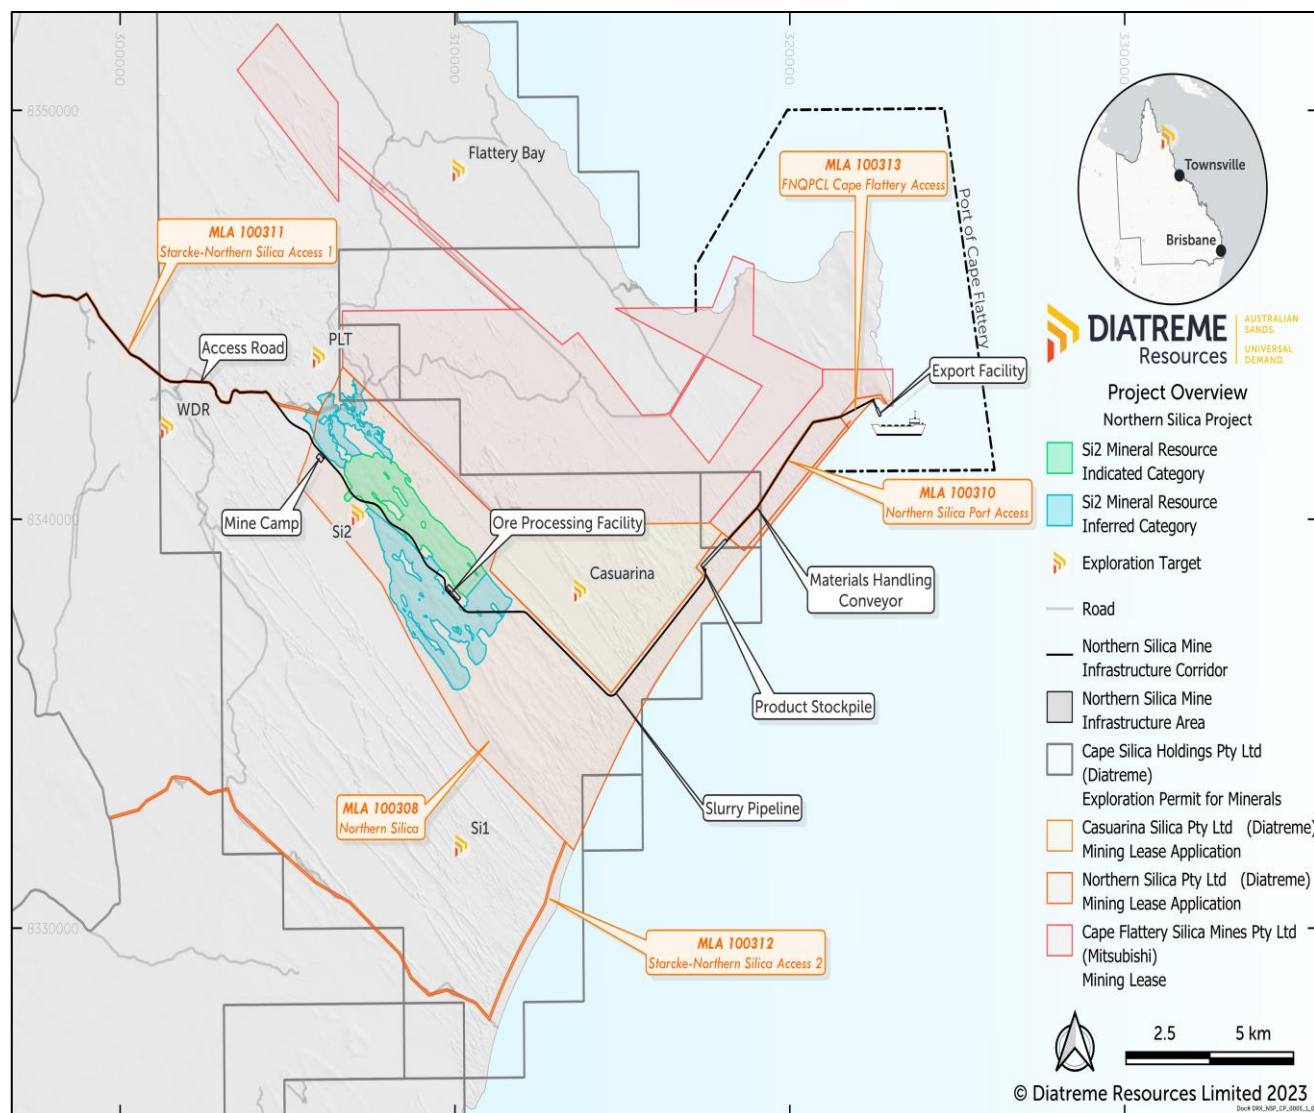 300000
310000
320000
330000
8350000
8340000
8330000
Flattery Bay
MLA 100313
FNQPCL Cape Flattery Access
Port of Cape Flattery
MLA 100311
Starcke-Northern Silica Access 1
Access Road
PLT
WDR
Export Facility
Mine Camp
Si2
Ore Processing Facility
MLA 100310
Northern Silica Port Access
Casuarina
Materials Handling
Conveyor
Product Stockpile
Slurry Pipeline
MLA 100308
Northern Silica
Si1
MLA 100312
Starcke-Northern Silica Access 2
Townsville
Brisbane
DIATREME
Resources
AUSTRALIAN
SANDS.
UNIVERSAL
DEMAND.
Project Overview
Northern Silica Project
Si2 Mineral Resource
Indicated Category
Si2 Mineral Resource
Inferred Category
Exploration Target
Road
Northern Silica Mine
Infrastructure Corridor
Northern Silica Mine
Infrastructure Area
Cape Silica Holdings Pty Ltd
(Diatreme)
Exploration Permit for Minerals
Casuarina Silica Pty Ltd (Diatreme)
Mining Lease Application
Northern Silica Pty Ltd (Diatreme)
Mining Lease Application
Cape Flattery Silica Mines Pty Ltd
(Mitsubishi)
Mining Lease
2.5 5 km
© Diatreme Resources Limited 2023